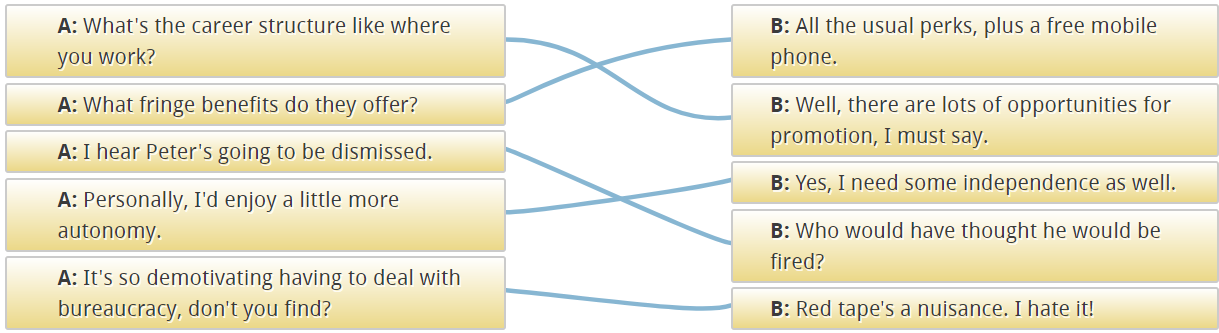 A: What's the career structure like where
you work?
A: What fringe benefits do they offer?
A: I hear Peter's going to be dismissed.
A: Personally, I'd enjoy a little more
autonomy.
A: It's so demotivating having to deal with
bureaucracy, don't you find?
B: All the usual perks, plus a free mobile
phone.
B: Well, there are lots of opportunities for
promotion, I must say.
B: Yes, I need some independence as well.
B: Who would have thought he would be
fired?
B: Red tape's a nuisance. I hate it!